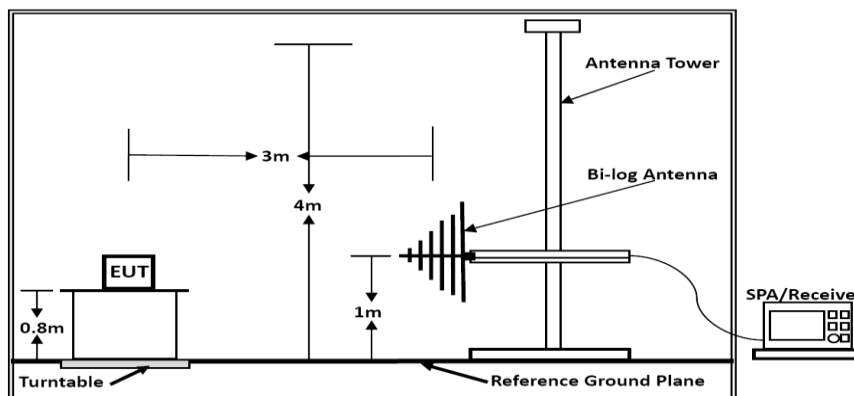 Antenna Tower
3m
Bi-log Antenna
4m
EUT
SPA/Receive
0.8m
1m
Turntable
Reference Ground Plane